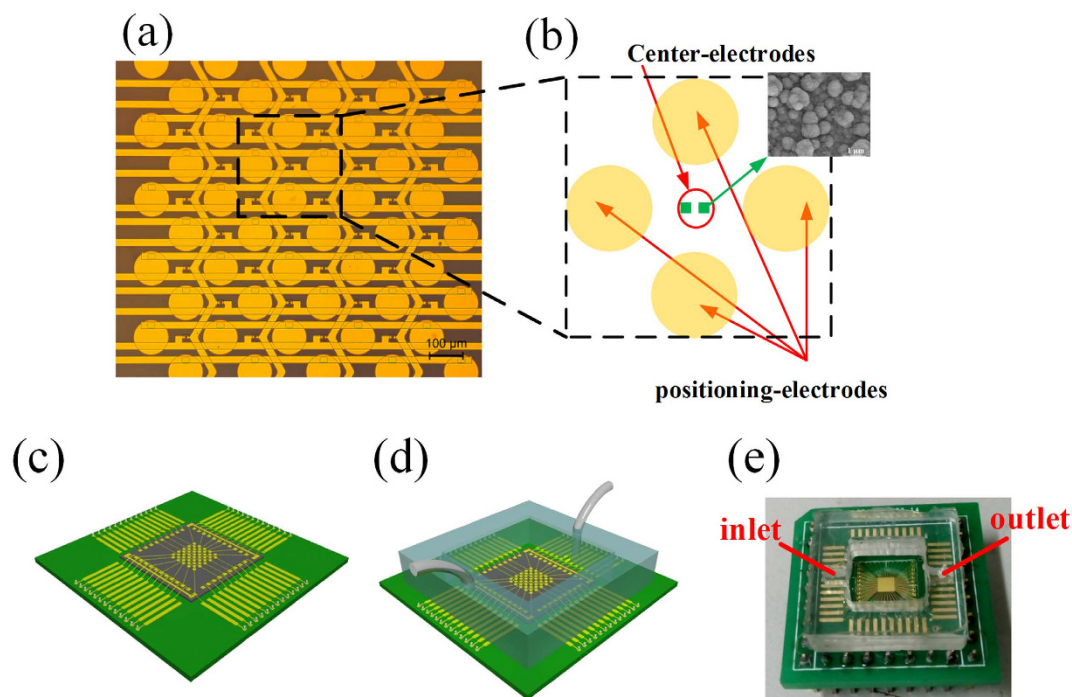 (a)
(b)
Center-electrodes
1 μm
100 μm
positioning-electrodes
(c)
(d)
(e)
inlet
outlet